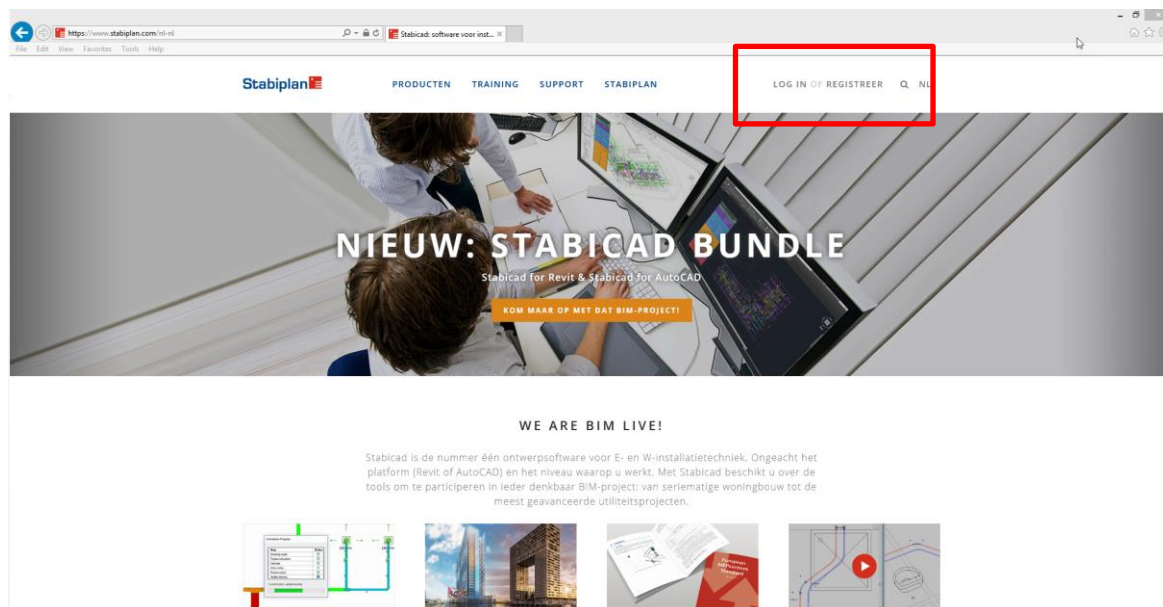 https://www.stabiplan.com/nl-nl
Stabicad: software voor inst...
File Edit View Favorites Tools Help
Stabiplan
PRODUCTEN TRAINING SUPPORT STABIPLAN
LOG IN OF REGISTREER NL
NIEUW: STABICAD BUNDLE
Stabicad for Revit & Stabicad for AutoCAD
KOM MAAR OP MET DAT BIM-PROJECT!
WE ARE BIM LIVE!
Stabicad is de nummer één ontwerpsoftware voor E- en W-installatietechniek. Ongeacht het
platform (Revit of AutoCAD) en het niveau waarop u werkt. Met Stabicad beschikt u over de
tools om te participeren in ieder denkbaar BIM-project: van seriematige woningbouw tot de
meest geavanceerde utiliteitsprojecten.